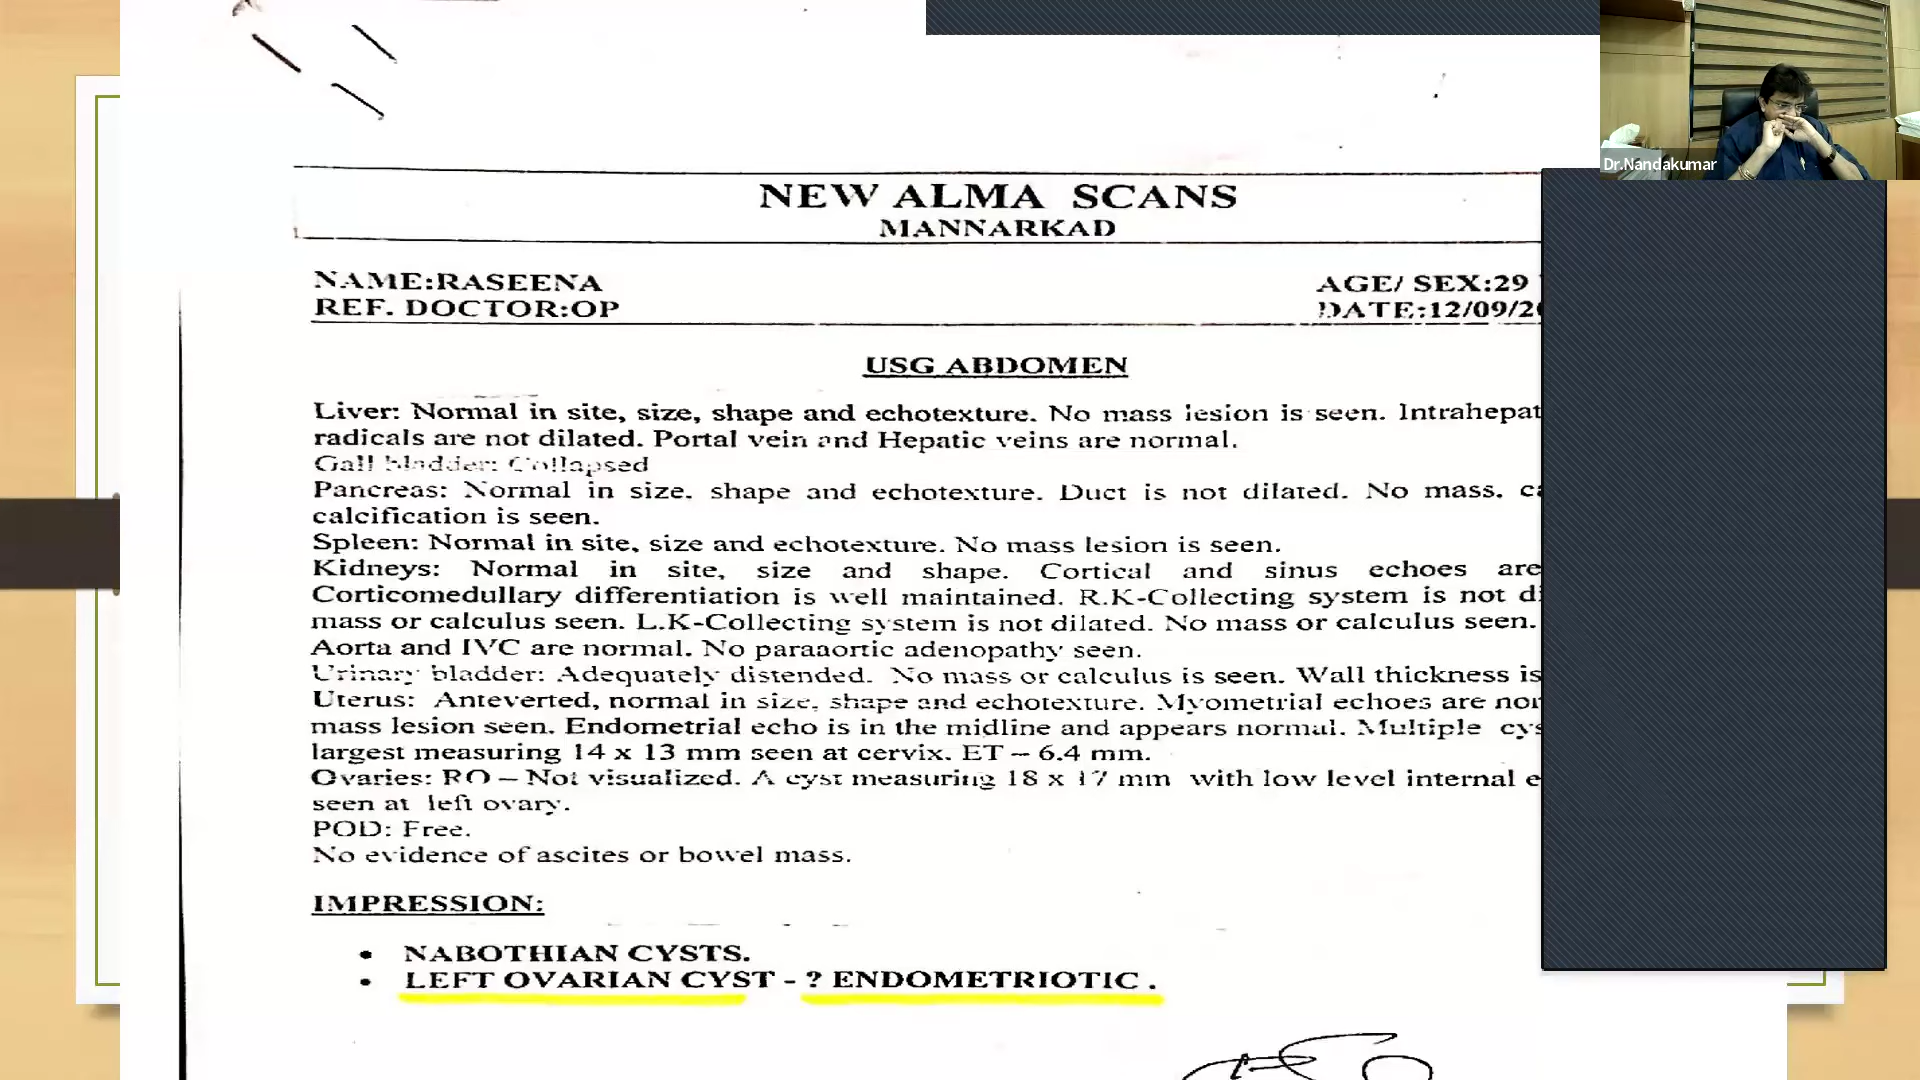 Dr.Nandakumar
NEW ALMA SCANS
MANNARKAD
NAME:RASEENA
AGE/ SEX:29
REF. DOCTOR:OP
DATE:12/09/20
USG ABDOMEN
Liver: Normal in site, size, shape and echotexture. No mass lesion is seen. Intrahepat
radicals are not dilated. Portal vein and Hepatic veins are normal.
Gall bladder: Collapsed
Pancreas: Normal in size, shape and echotexture. Duct is not dilated. No mass, ca
calcification is seen.
Spleen: Normal in site, size and echotexture. No mass lesion is seen.
Kidneys: Normal in site, size and shape. Cortical and sinus echoes are
Corticomedullary differentiation is well maintained. R.K-Collecting system is not di
mass or calculus seen. L.K-Collecting system is not dilated. No mass or calculus seen.
Aorta and IVC are normal. No paraaortic adenopathy seen.
Urinary bladder: Adequately distended. No mass or calculus is seen. Wall thickness is
Uterus: Anteverted, normal in size, shape and echotexture. Myometrial echoes are nor
mass lesion seen. Endometrial echo is in the midline and appears normal. Multiple cys
largest measuring 14 x 13 mm seen at cervix. ET – 6.4 mm.
Ovaries: RO – Not visualized. A cyst measuring 18 x 17 mm with low level internal e
seen at left ovary.
POD: Free.
No evidence of ascites or bowel mass.
IMPRESSION:
• NABOTHIAN CYSTS.
• LEFT OVARIAN CYST - ? ENDOMETRIOTIC .